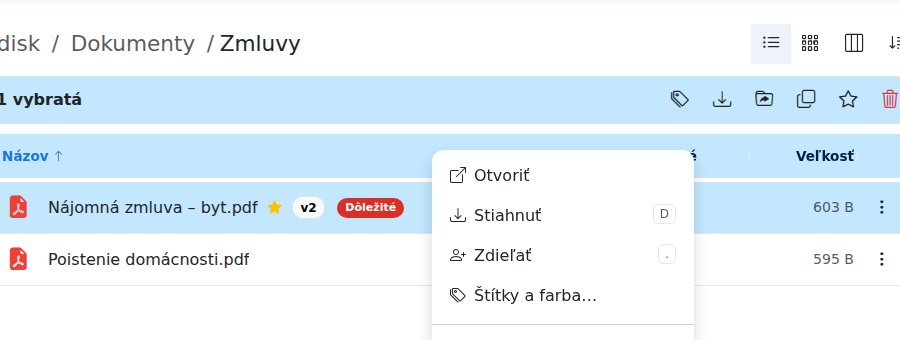 disk / Dokumenty / Zmluvy
1 vybratá
Názov ↑ é Veľkosť
Nájomná zmluva – byt.pdf v2 Dôležité 603 B
Poistenie domácnosti.pdf 595 B
Otvoriť
Stiahnuť D
Zdieľať .
Štítky a farba...